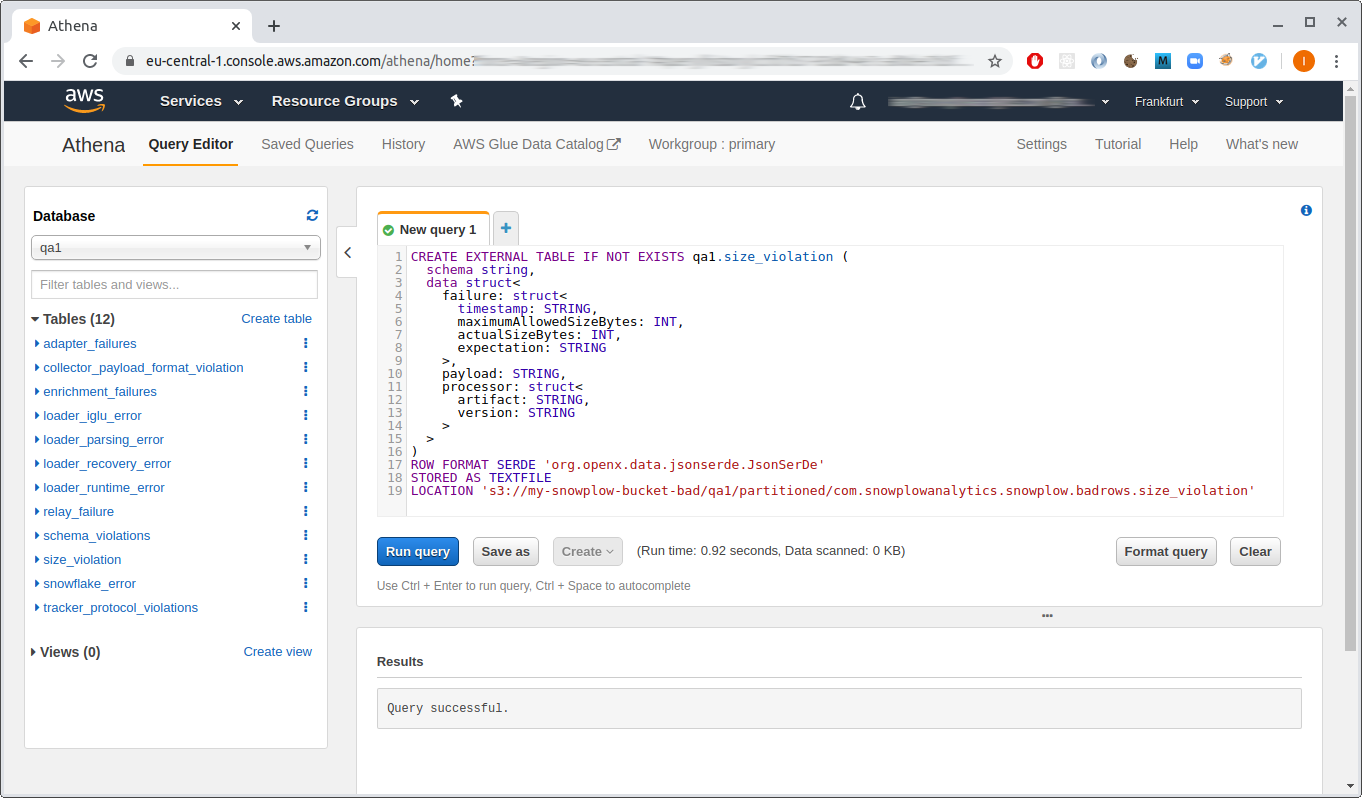 Athena
eu-central-1.console.aws.amazon.com/athena/home?
M
I
aws
Services
Resource Groups
Frankfurt
Support
Athena
Query Editor
Saved Queries
History
AWS Glue Data Catalog
Workgroup : primary
Settings
Tutorial
Help
What's new
Database
qa1
Filter tables and views...
Tables (12)
Create table
adapter_failures
collector_payload_format_violation
enrichment_failures
loader_iglu_error
loader_parsing_error
loader_recovery_error
loader_runtime_error
relay_failure
schema_violations
size_violation
snowflake_error
tracker_protocol_violations
Views (0)
Create view
New query 1
1 CREATE EXTERNAL TABLE IF NOT EXISTS qa1.size_violation (
2   schema string,
3   data struct<
4     failure: struct<
5       timestamp: STRING,
6       maximumAllowedSizeBytes: INT,
7       actualSizeBytes: INT,
8       expectation: STRING
9     >,
10     payload: STRING,
11     processor: struct<
12       artifact: STRING,
13       version: STRING
14     >
15   >
16 )
17 ROW FORMAT SERDE 'org.openx.data.jsonserde.JsonSerDe'
18 STORED AS TEXTFILE
19 LOCATION 's3://my-snowplow-bucket-bad/qa1/partitioned/com.snowplowanalytics.snowplow.badrows.size_violation'
Run query
Save as
Create
(Run time: 0.92 seconds, Data scanned: 0 KB)
Format query
Clear
Use Ctrl + Enter to run query, Ctrl + Space to autocomplete
Results
Query successful.